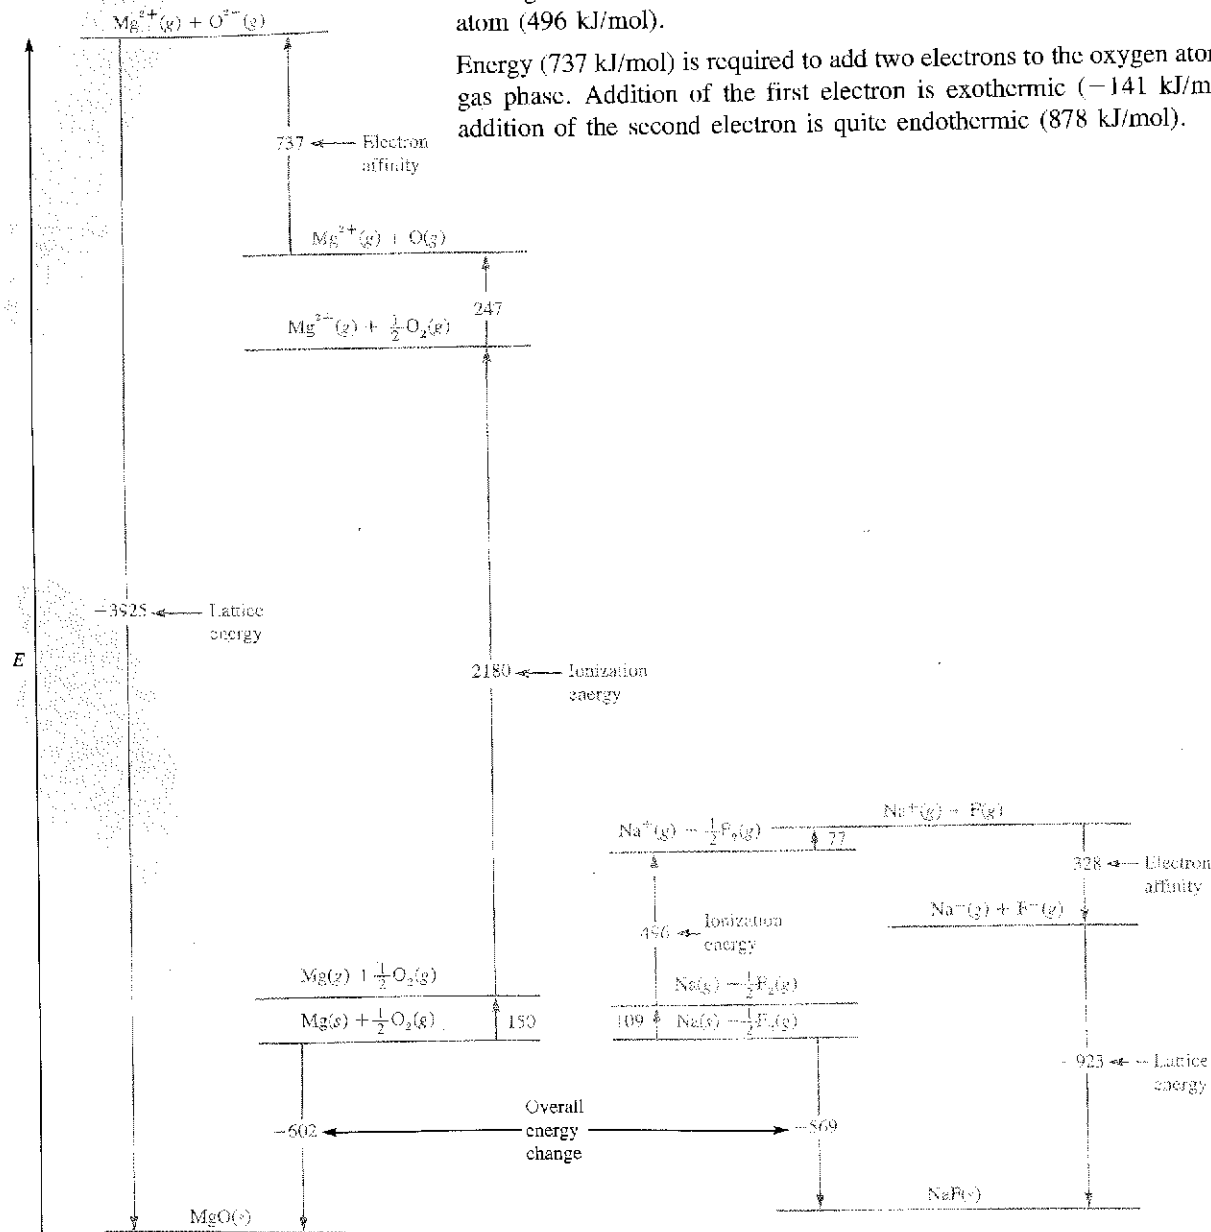 atom (496 kJ/mol).
Energy (737 kJ/mol) is required to add two electrons to the oxygen
gas phase. Addition of the first electron is exothermic (−141
addition of the second electron is quite endothermic (878 kJ/mol).
Mg²⁺(g) + O²⁻(g)
737
Electron
affinity
Mg²⁺(g) + O(g)
247
Mg²⁺(g) + ½O₂(g)
−3925
Lattice
energy
E
2180
Ionization
energy
Na⁺(g) + F(g)
Na⁺(g) + ½F₂(g)
77
328
Electron
affinity
Na⁺(g) + F⁻(g)
496
Ionization
energy
Mg(g) + ½O₂(g)
Na(g) + ½F₂(g)
Mg(s) + ½O₂(g)
150
109
Na(s) + ½F₂(g)
923
Lattice
energy
Overall
−602
energy
−569
change
NaF(s)
MgO(s)